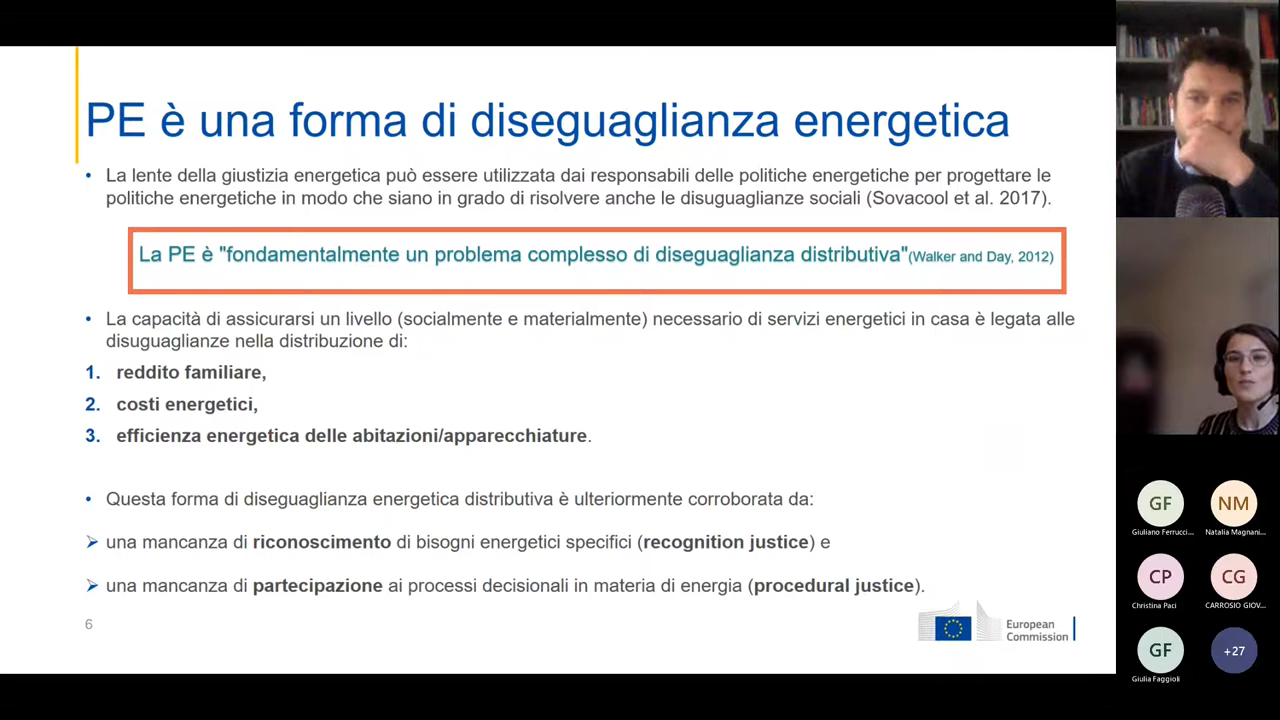 PE è una forma di diseguaglianza energetica
• La lente della giustizia energetica può essere utilizzata dai responsabili delle politiche energetiche per progettare le
politiche energetiche in modo che siano in grado di risolvere anche le disuguaglianze sociali (Sovacool et al. 2017).
La PE è "fondamentalmente un problema complesso di diseguaglianza distributiva"(Walker and Day, 2012)
• La capacità di assicurarsi un livello (socialmente e materialmente) necessario di servizi energetici in casa è legata alle
disuguaglianze nella distribuzione di:
1. reddito familiare,
2. costi energetici,
3. efficienza energetica delle abitazioni/apparecchiature.
• Questa forma di diseguaglianza energetica distributiva è ulteriormente corroborata da:
➢ una mancanza di riconoscimento di bisogni energetici specifici (recognition justice) e
➢ una mancanza di partecipazione ai processi decisionali in materia di energia (procedural justice).
6
European
Commission
GF
Giuliano Ferrucci...
NM
Natalia Magnani...
CP
Christina Paci
CG
CARROSIO GIOV...
GF
Giulia Faggioli
+27